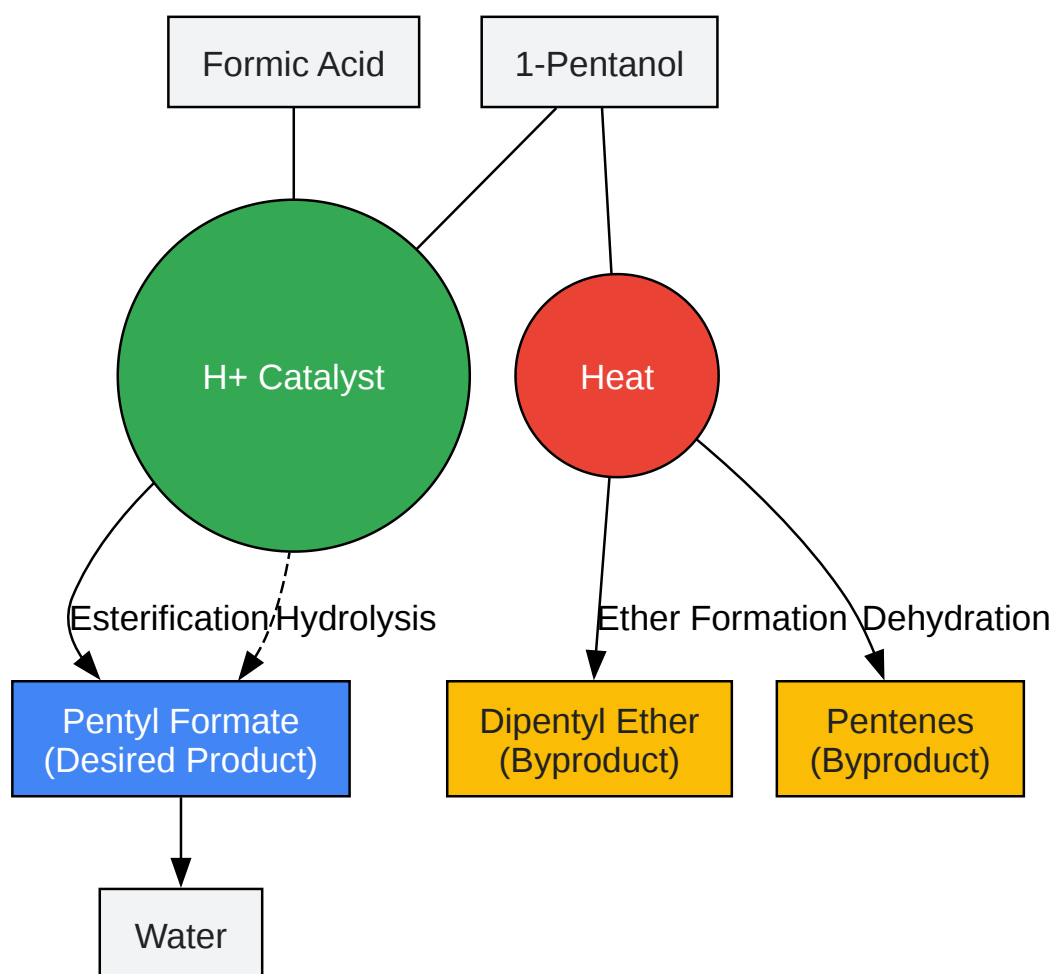 Formic Acid
1-Pentanol
H+ Catalyst
Heat
Esterification
Hydrolysis
Ether Formation
Dehydration
Pentyl Formate
(Desired Product)
Dipentyl Ether
(Byproduct)
Pentenes
(Byproduct)
Water